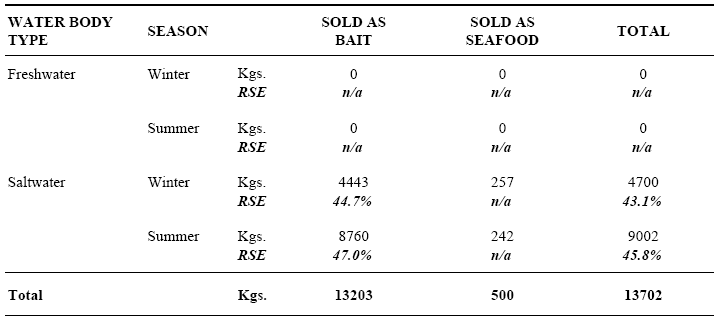 WATER BODY TYPE SEASON SOLD AS BAIT SOLD AS SEAFOOD TOTAL
Freshwater Winter Kgs. 0 0 0
RSE n/a n/a n/a
Summer Kgs. 0 0 0
RSE n/a n/a n/a
Saltwater Winter Kgs. 4443 257 4700
RSE 44.7% n/a 43.1%
Summer Kgs. 8760 242 9002
RSE 47.0% n/a 45.8%
Total Kgs. 13203 500 13702